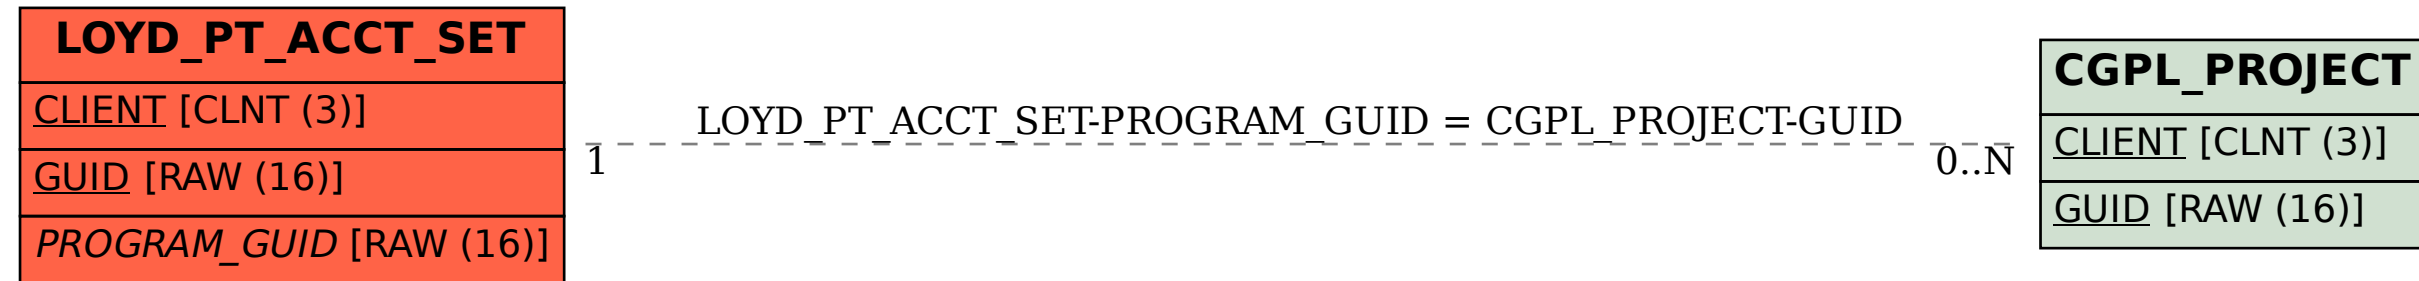 LOYD_PT_ACCT_SET
CLIENT [CLNT (3)]
GUID [RAW (16)]
PROGRAM_GUID [RAW (16)]
LOYD_PT_ACCT_SET-PROGRAM_GUID = CGPL_PROJECT-GUID
1
0..N
CGPL_PROJECT
CLIENT [CLNT (3)]
GUID [RAW (16)]